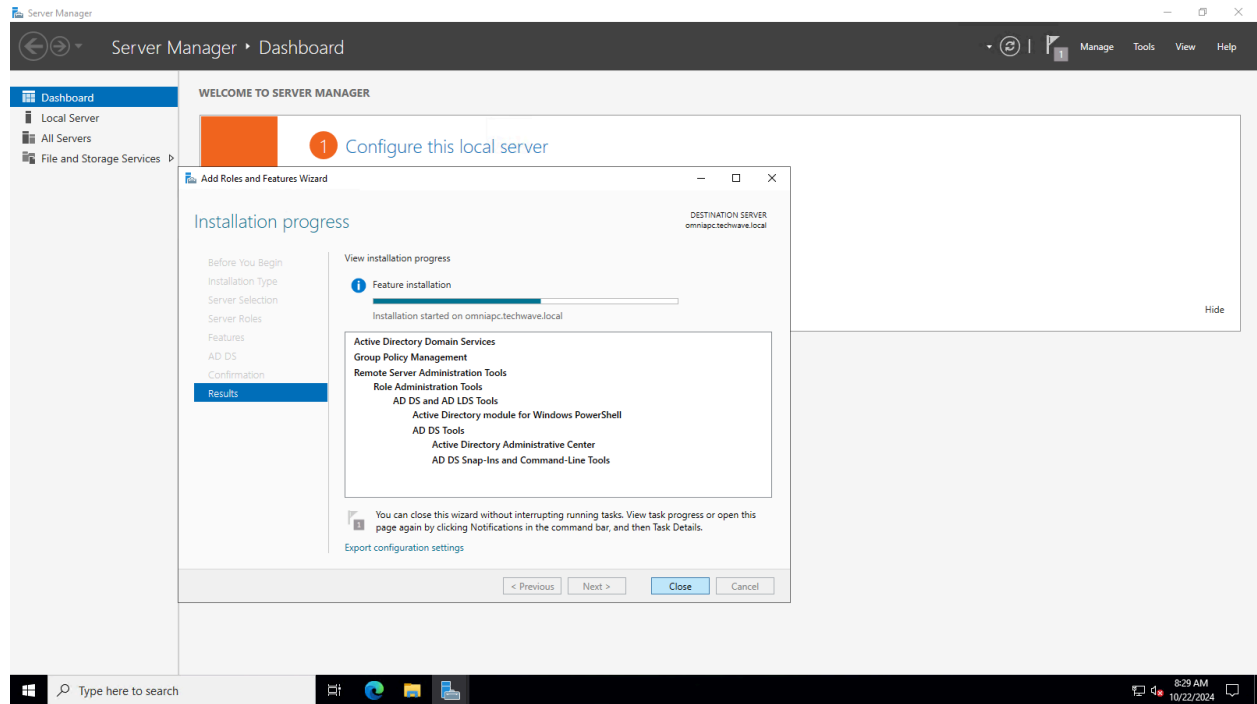 Server Manager
Server Manager • Dashboard
1
Manage
Tools
View
Help
Dashboard
Local Server
All Servers
File and Storage Services
WELCOME TO SERVER MANAGER
1 Configure this local server
Hide
Add Roles and Features Wizard
Installation progress
DESTINATION SERVER
omniapc.techwave.local
Before You Begin
Installation Type
Server Selection
Server Roles
Features
AD DS
Confirmation
Results
View installation progress
Feature installation
Installation started on omniapc.techwave.local
Active Directory Domain Services
Group Policy Management
Remote Server Administration Tools
Role Administration Tools
AD DS and AD LDS Tools
Active Directory module for Windows PowerShell
AD DS Tools
Active Directory Administrative Center
AD DS Snap-Ins and Command-Line Tools
1
You can close this wizard without interrupting running tasks. View task progress or open this
page again by clicking Notifications in the command bar, and then Task Details.
Export configuration settings
< Previous
Next >
Close
Cancel
Type here to search
8:29 AM
10/22/2024